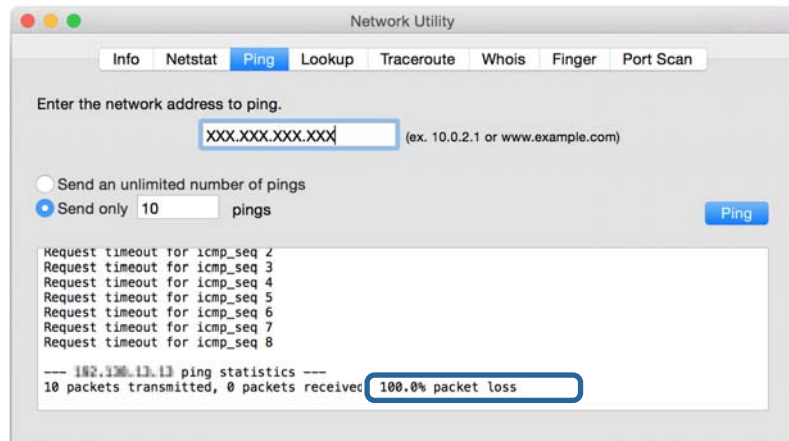 Network Utility
Info Netstat Ping Lookup Traceroute Whois Finger Port Scan
Enter the network address to ping.
XXX.XXX.XXX.XXX (ex. 10.0.2.1 or www.example.com)
Send an unlimited number of pings
Send only 10 pings
Ping
Request timeout for icmp_seq 2
Request timeout for icmp_seq 3
Request timeout for icmp_seq 4
Request timeout for icmp_seq 5
Request timeout for icmp_seq 6
Request timeout for icmp_seq 7
Request timeout for icmp_seq 8
--- ping statistics ---
10 packets transmitted, 0 packets received 100.0% packet loss